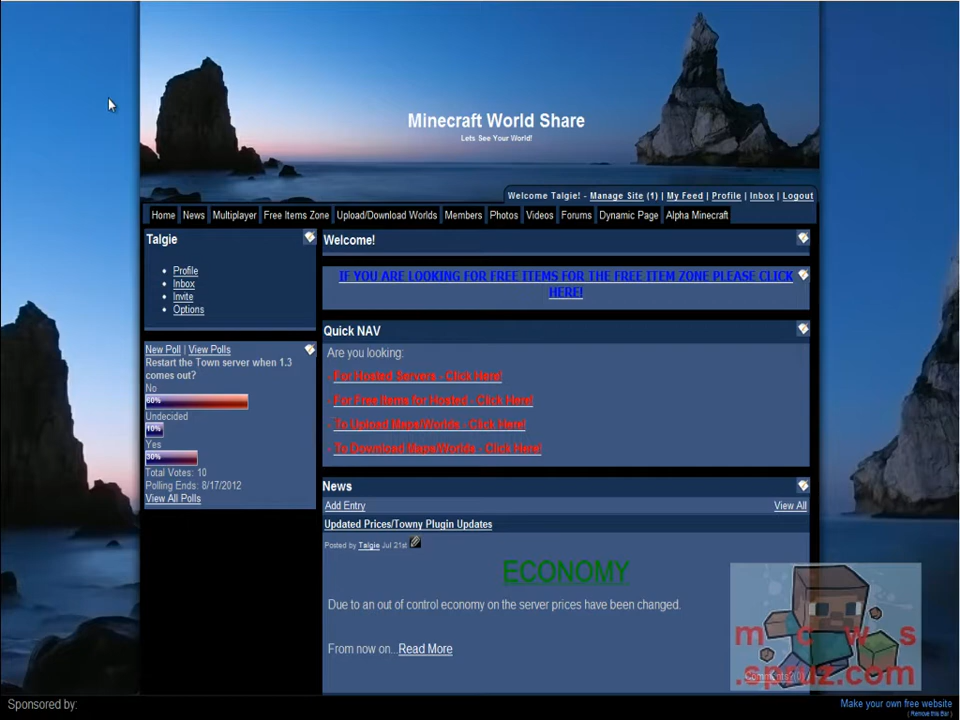 Minecraft World Share
Lets See Your World!
Welcome Talgie! - Manage Site (1) | My Feed | Profile | Inbox | Logout
Home News Multiplayer Free Items Zone Upload/Download Worlds Members Photos Videos Forums Dynamic Page Alpha Minecraft
Talgie
Profile
Inbox
Invite
Options
New Poll | View Polls
Restart the Town server when 1.3
comes out?
No
60%
Undecided
10%
Yes
30%
Total Votes: 10
Polling Ends: 8/17/2012
View All Polls
Welcome!
IF YOU ARE LOOKING FOR FREE ITEMS FOR THE FREE ITEM ZONE PLEASE CLICK
HERE!
Quick NAV
Are you looking:
- For Hosted Servers - Click Here!
- For Free Items for Hosted - Click Here!
- To Upload Maps/Worlds - Click Here!
- To Download Maps/Worlds - Click Here!
News
Add Entry View All
Updated Prices/Towny Plugin Updates
Posted by Talgie Jul 21st
ECONOMY
Due to an out of control economy on the server prices have been changed.
From now on...Read More
m c w s
.spruz.com
Sponsored by:
Make your own free website
( Remove this Bar )